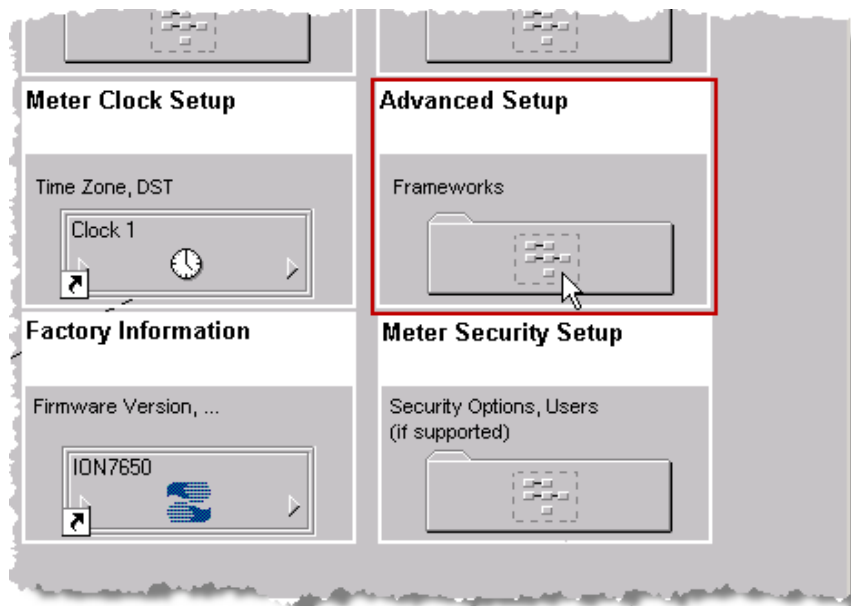 Meter Clock Setup
Time Zone, DST
Clock 1
Advanced Setup
Frameworks
Factory Information
Firmware Version, ...
ION7650
Meter Security Setup
Security Options, Users
(if supported)